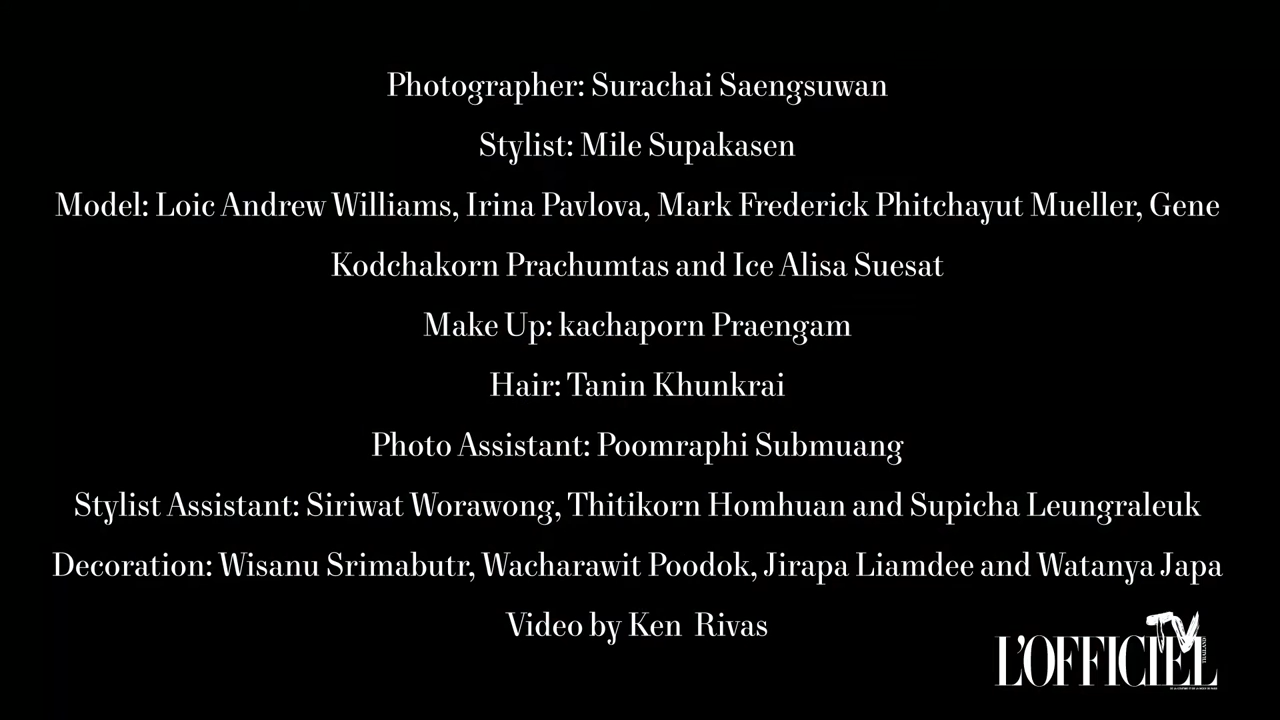 Photographer: Surachai Saengsuwan
Stylist: Mile Supakasen
Model: Loic Andrew Williams, Irina Pavlova, Mark Frederick Phitchayut Mueller, Gene
Kodchakorn Prachumtas and Ice Alisa Suesat
Make Up: kachaporn Praengam
Hair: Tanin Khunkrai
Photo Assistant: Poomraphi Submuang
Stylist Assistant: Siriwat Worawong, Thitikorn Homhuan and Supicha Leungraleuk
Decoration: Wisanu Srimabutr, Wacharawit Poodok, Jirapa Liamdee and Watanya Japa
Video by Ken Rivas
TV
L'OFFICIEL
THAILAND